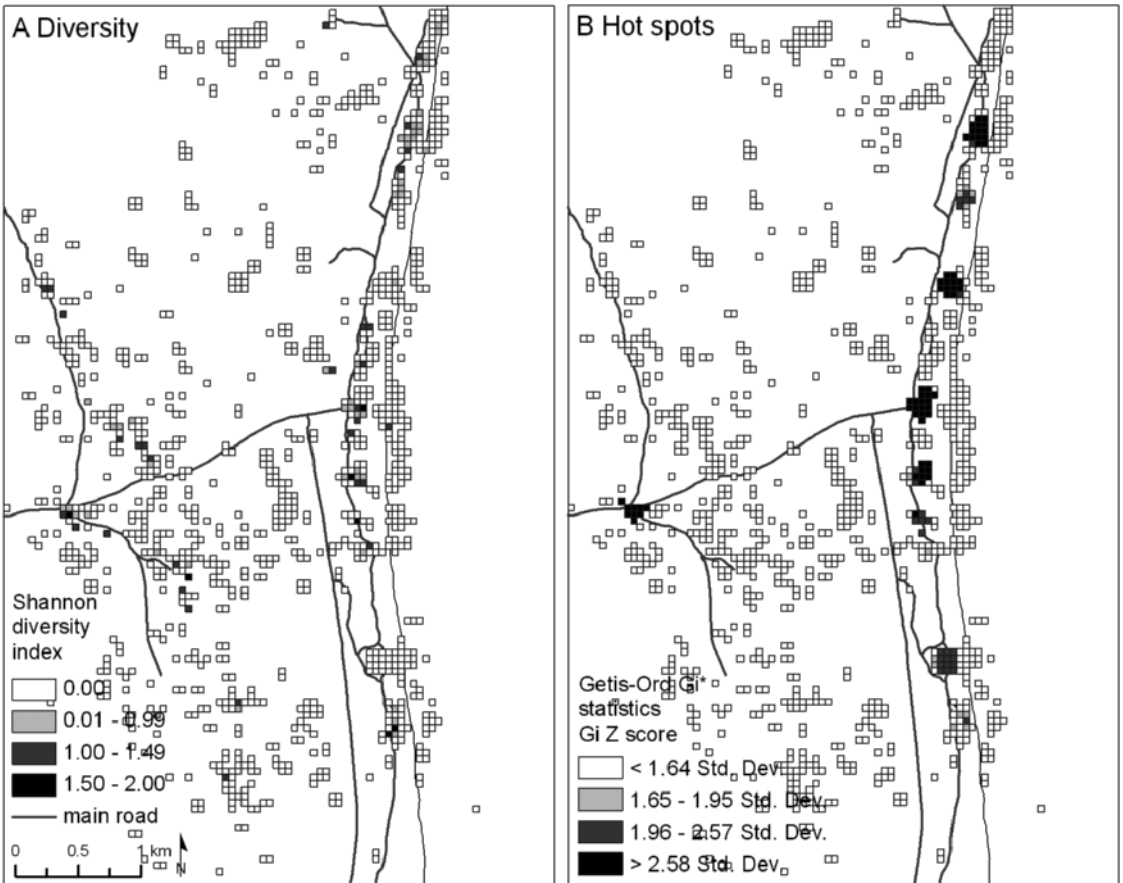 A Diversity
Shannon
diversity
index
0.00
0.01 - 0.99
1.00 - 1.49
1.50 - 2.00
main road
0 0.5 1 km
N
B Hot spots
Getis-Ord Gi*
statistics
Gi Z score
< 1.64 Std. Dev.
1.65 - 1.95 Std. Dev.
1.96 - 2.57 Std. Dev.
> 2.58 Std. Dev.